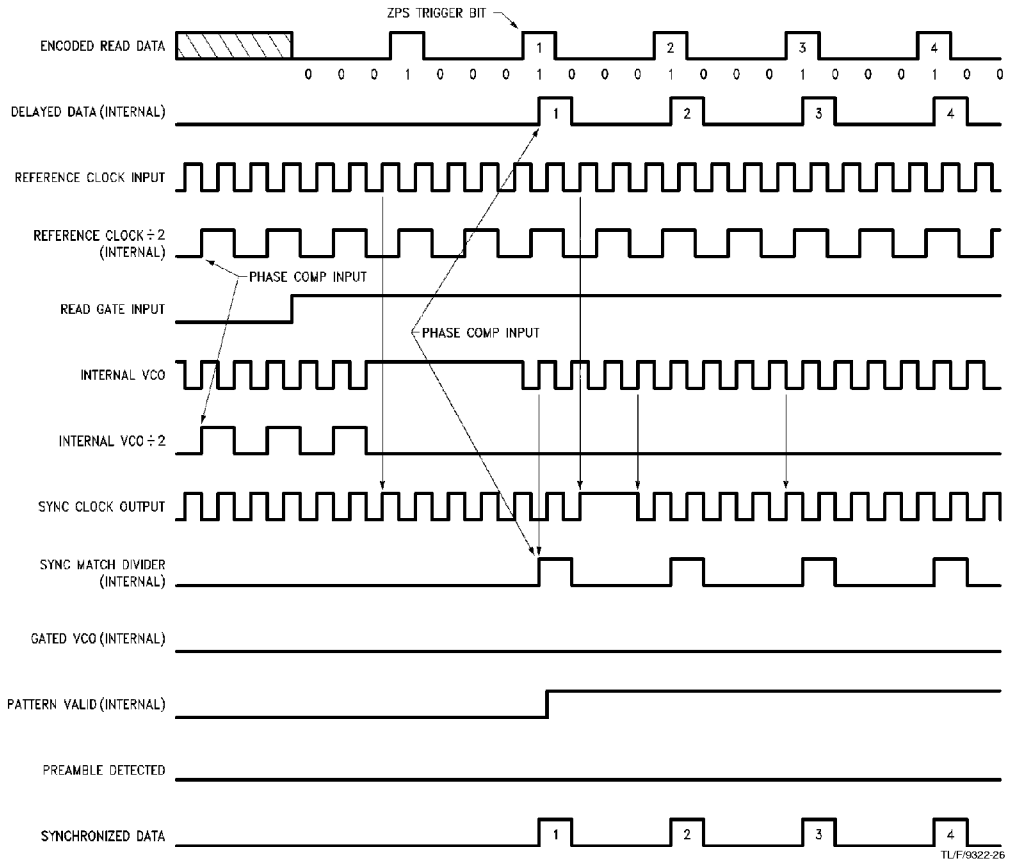 ZPS TRIGGER BIT
ENCODED READ DATA 1 2 3 4
0 0 0 1 0 0 0 1 0 0 0 1 0 0 0 1 0 0 0 1 0 0
DELAYED DATA (INTERNAL) 1 2 3 4
REFERENCE CLOCK INPUT
REFERENCE CLOCK ÷ 2
(INTERNAL)
PHASE COMP INPUT
READ GATE INPUT
PHASE COMP INPUT
INTERNAL VCO
INTERNAL VCO ÷ 2
SYNC CLOCK OUTPUT
SYNC MATCH DIVIDER
(INTERNAL)
GATED VCO (INTERNAL)
PATTERN VALID (INTERNAL)
PREAMBLE DETECTED
SYNCHRONIZED DATA 1 2 3 4
TL/F/9322-26